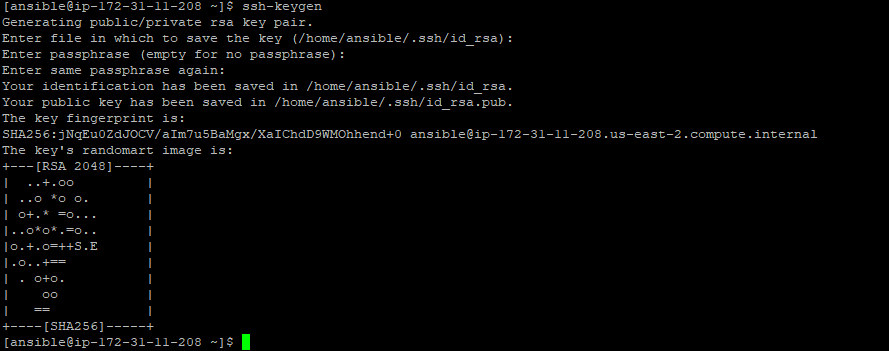 [ansible@ip-172-31-11-208 ~]$ ssh-keygen
Generating public/private rsa key pair.
Enter file in which to save the key (/home/ansible/.ssh/id_rsa):
Enter passphrase (empty for no passphrase):
Enter same passphrase again:
Your identification has been saved in /home/ansible/.ssh/id_rsa.
Your public key has been saved in /home/ansible/.ssh/id_rsa.pub.
The key fingerprint is:
SHA256:jNqEu0ZdJOCV/aIm7u5BaMgx/XaIChdD9WMOhhend+0 ansible@ip-172-31-11-208.us-east-2.compute.internal
The key's randomart image is:
+---[RSA 2048]----+
|  ..+.oo         |
| ..o *o o.       |
| o+.* =o...      |
|..o*o*.=o..      |
|o.+.o=++S.E      |
|.o..+==          |
| . o+o.          |
|    oo           |
|   ==            |
+----[SHA256]-----+
[ansible@ip-172-31-11-208 ~]$